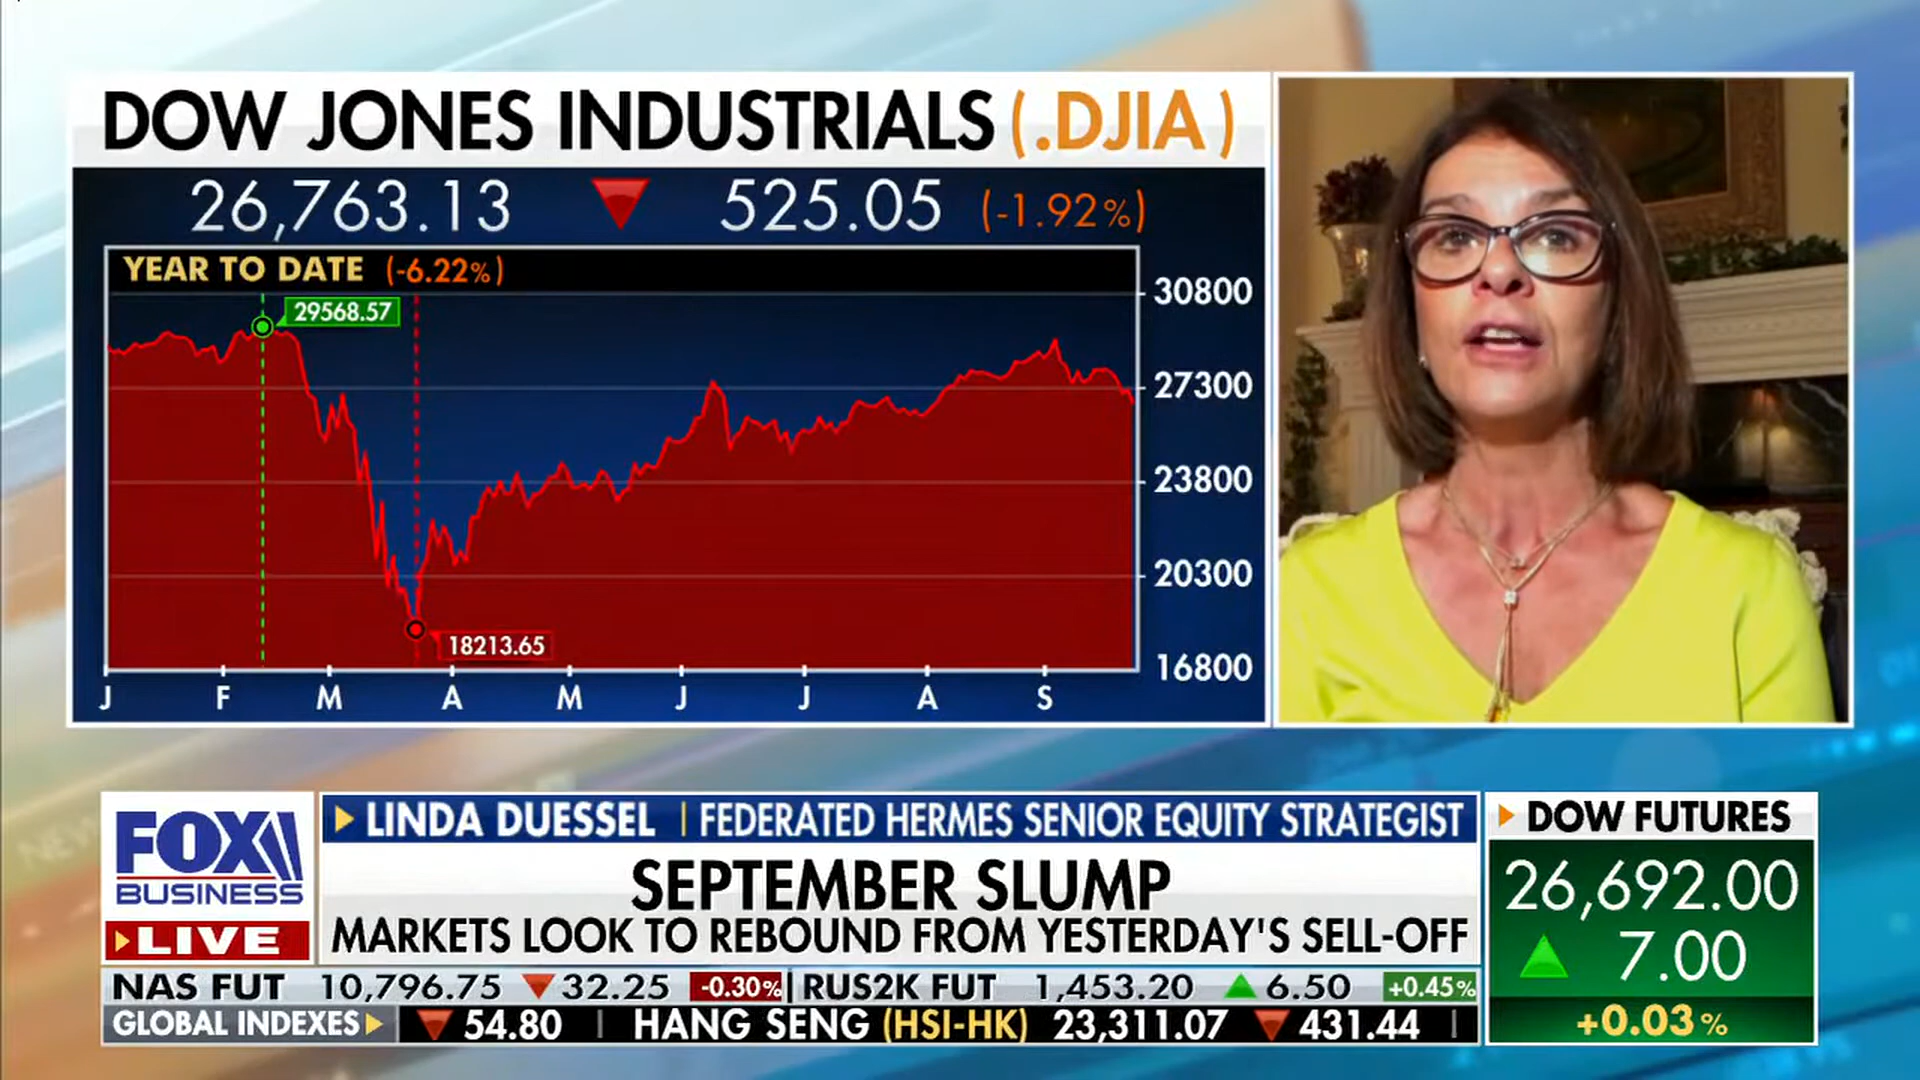 DOW JONES INDUSTRIALS (.DJIA )
26,763.13 ▼ 525.05 (-1.92%)
YEAR TO DATE (-6.22%)
29568.57
18213.65
30800
27300
23800
20300
16800
J F M A M J J A S
LINDA DUESSEL | FEDERATED HERMES SENIOR EQUITY STRATEGIST
SEPTEMBER SLUMP
MARKETS LOOK TO REBOUND FROM YESTERDAY'S SELL-OFF
FOX
BUSINESS
LIVE
DOW FUTURES
26,692.00
▲ 7.00
+0.03%
NAS FUT 10,796.75 ▼ 32.25 -0.30% | RUS2K FUT 1,453.20 ▲ 6.50 +0.45%
GLOBAL INDEXES ▼ 54.80 | HANG SENG (HSI-HK) 23,311.07 ▼ 431.44 |